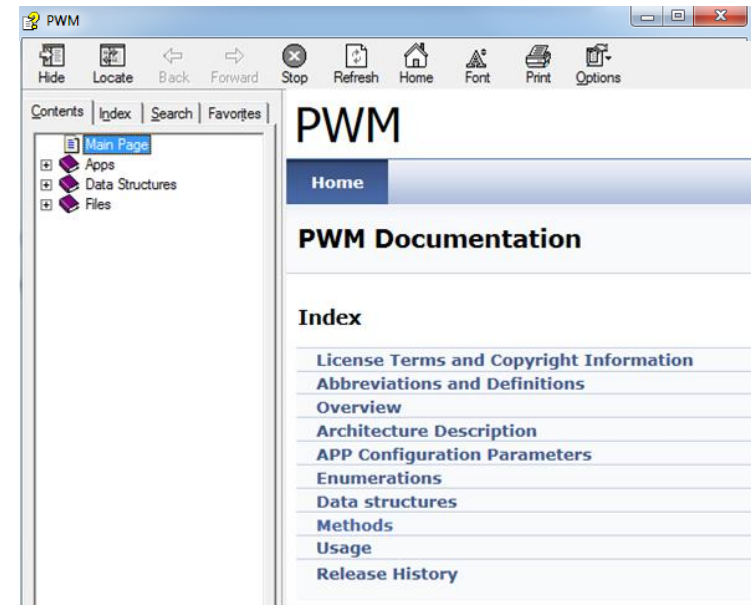 PWM
Hide Locate Back Forward Stop Refresh Home Font Print Options
Contents Index Search Favorites
Main Page
Apps
Data Structures
Files
PWM
Home
PWM Documentation
Index
License Terms and Copyright Information
Abbreviations and Definitions
Overview
Architecture Description
APP Configuration Parameters
Enumerations
Data structures
Methods
Usage
Release History